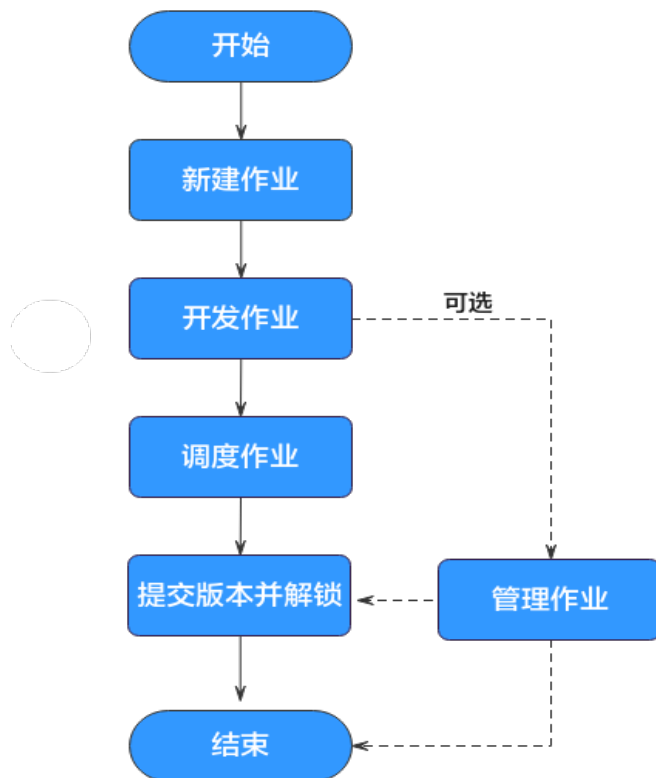 开始
新建作业
开发作业
可选
调度作业
提交版本并解锁
管理作业
结束